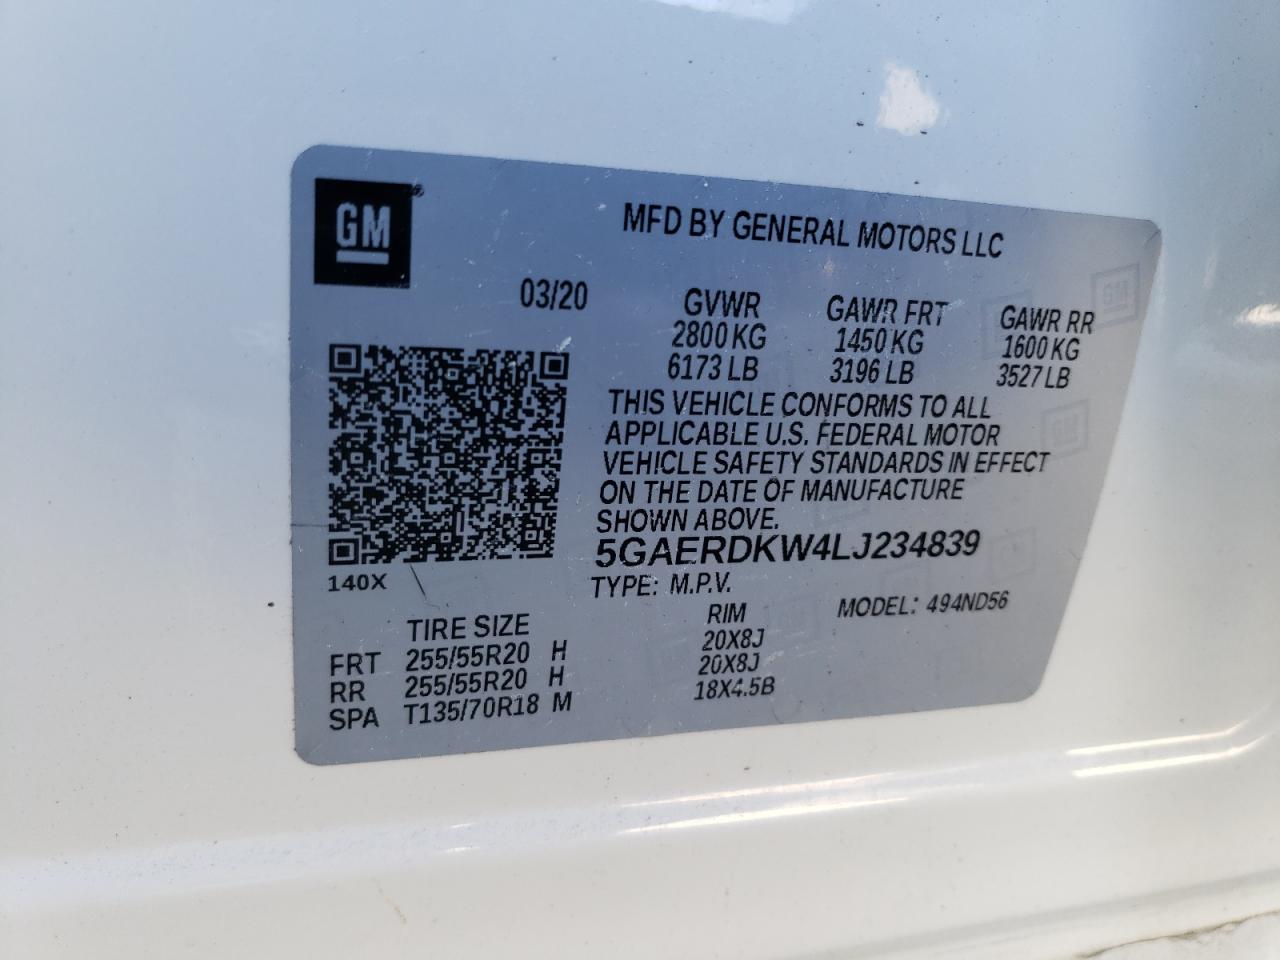 GM®
MFD BY GENERAL MOTORS LLC
03/20
GVWR GAWR FRT GAWR RR
2800 KG 1450 KG 1600 KG
6173 LB 3196 LB 3527 LB
THIS VEHICLE CONFORMS TO ALL
APPLICABLE U.S. FEDERAL MOTOR
VEHICLE SAFETY STANDARDS IN EFFECT
ON THE DATE OF MANUFACTURE
SHOWN ABOVE.
5GAERDKW4LJ234839
140X
TYPE: M.P.V.
MODEL: 494ND56
TIRE SIZE RIM
FRT 255/55R20 H 20X8J
RR 255/55R20 H 20X8J
SPA T135/70R18 M 18X4.5B
GM
GM